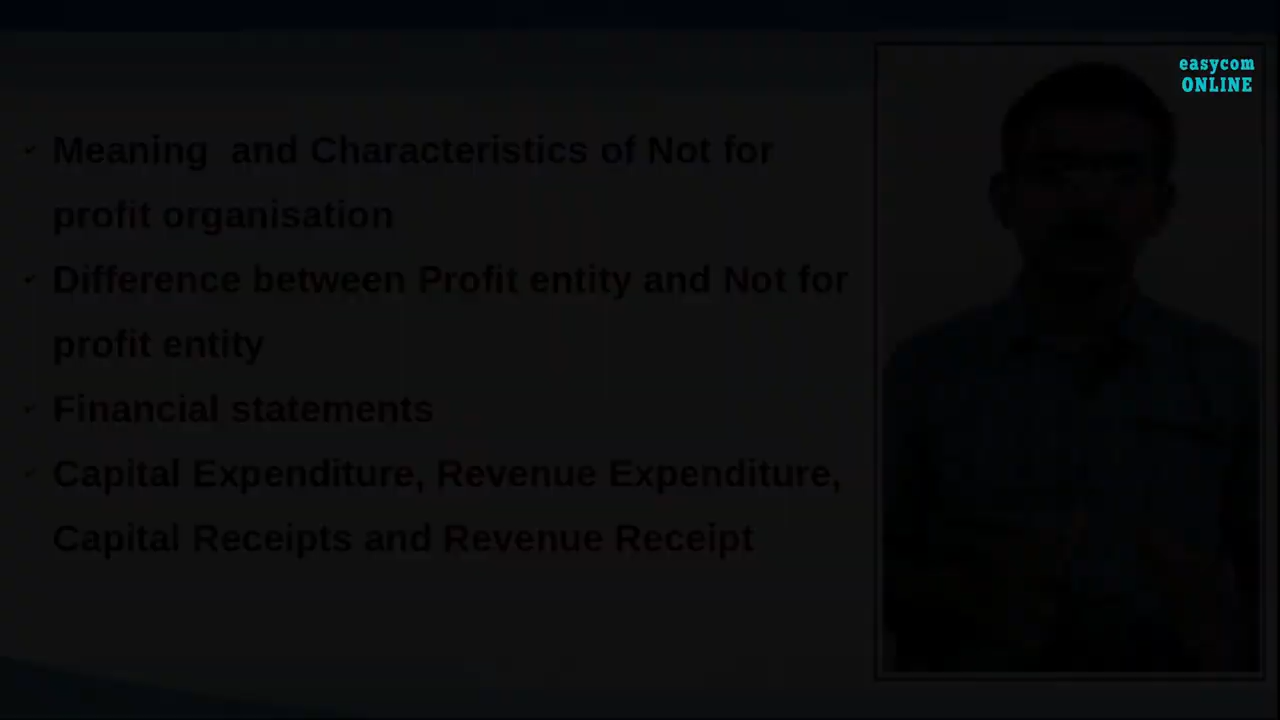 easycom
ONLINE
Meaning and Characteristics of Not for
profit organisation
Difference between Profit entity and Not for
profit entity
Financial statements
Capital Expenditure, Revenue Expenditure,
Capital Receipts and Revenue Receipt